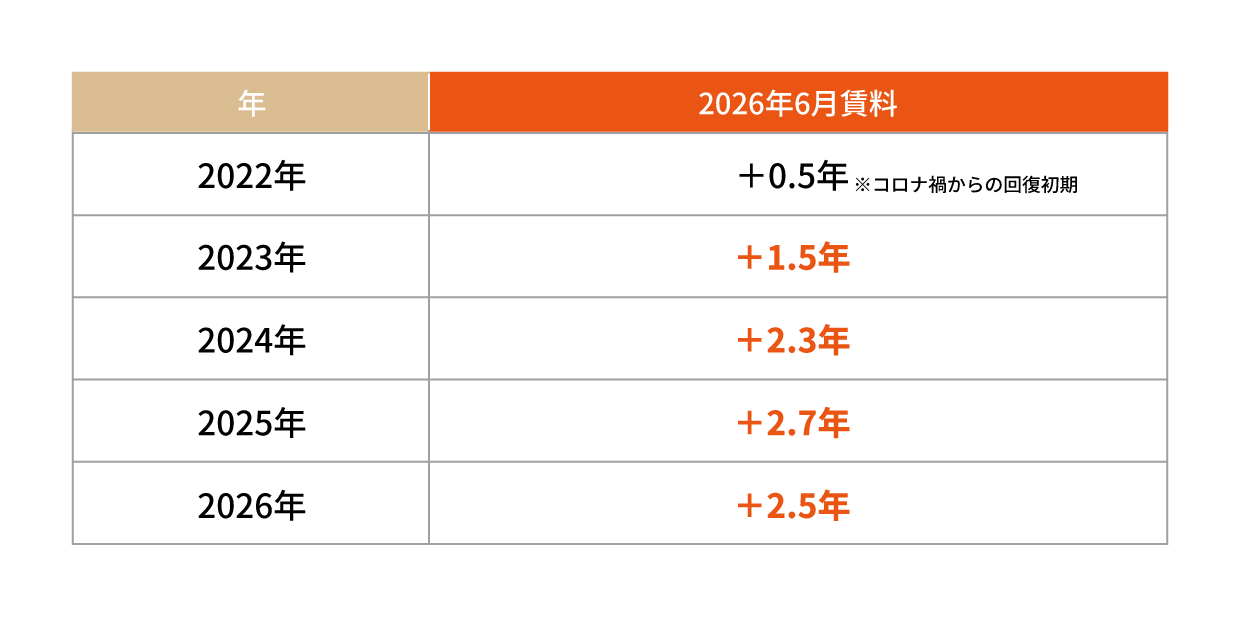 年 2026年6月賃料
2022年 ＋0.5年 ※コロナ禍からの回復初期
2023年 ＋1.5年
2024年 ＋2.3年
2025年 ＋2.7年
2026年 ＋2.5年